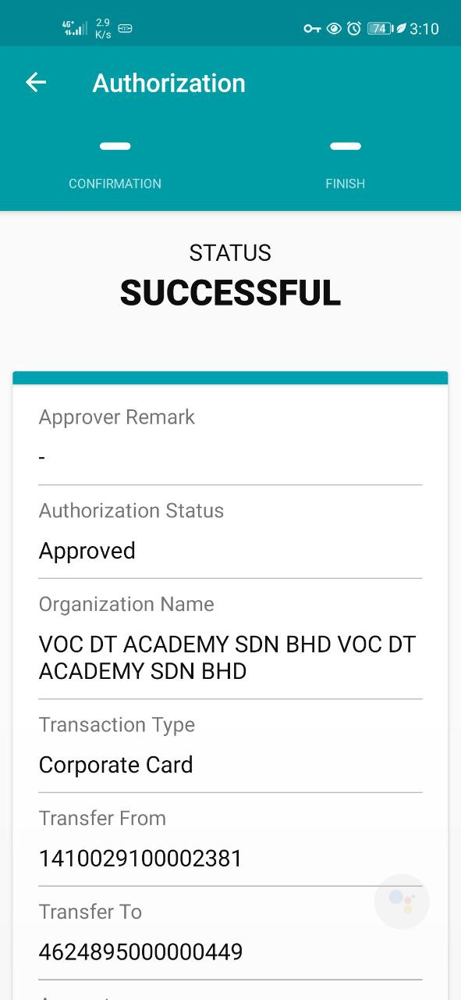 4G+ 2.9 K/s 74 3:10
Authorization
CONFIRMATION FINISH
STATUS
SUCCESSFUL
Approver Remark
-
Authorization Status
Approved
Organization Name
VOC DT ACADEMY SDN BHD VOC DT
ACADEMY SDN BHD
Transaction Type
Corporate Card
Transfer From
1410029100002381
Transfer To
4624895000000449